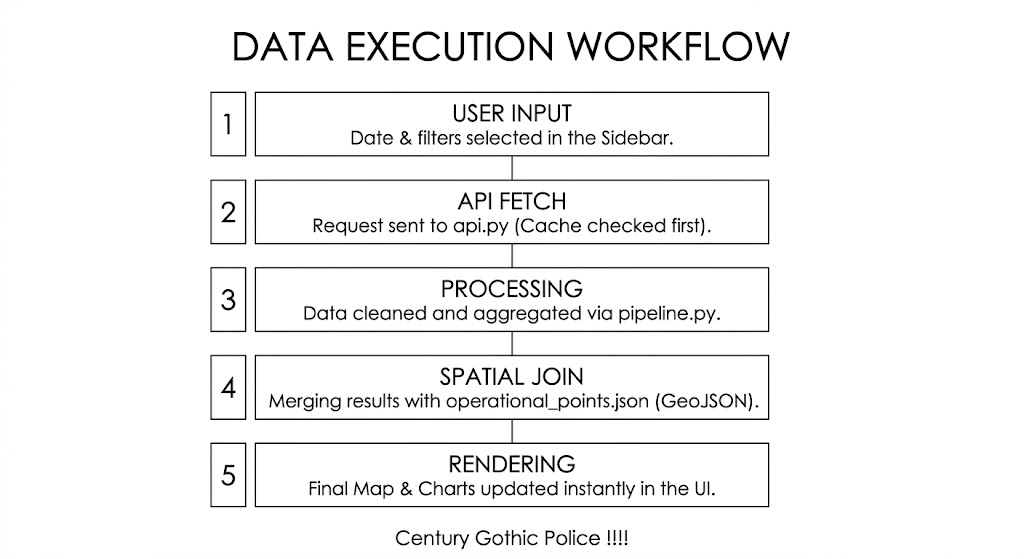 DATA EXECUTION WORKFLOW
1
USER INPUT
Date & filters selected in the Sidebar.
2
API FETCH
Request sent to api.py (Cache checked first).
3
PROCESSING
Data cleaned and aggregated via pipeline.py.
4
SPATIAL JOIN
Merging results with operational_points.json (GeoJSON).
5
RENDERING
Final Map & Charts updated instantly in the UI.
Century Gothic Police !!!!